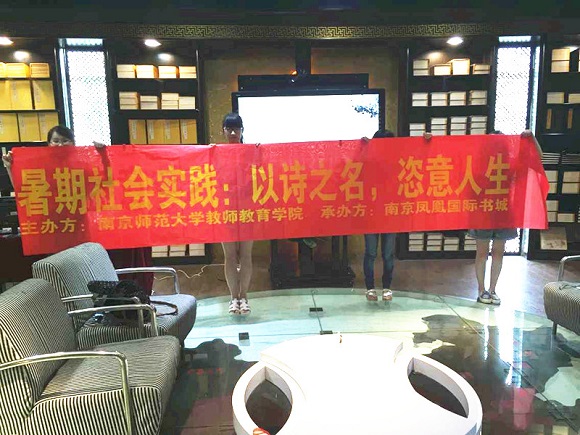 暑期社会实践：以诗之名，恣意人生
主办方：南京师范大学教师教育学院 承办方：南京凤凰国际书城